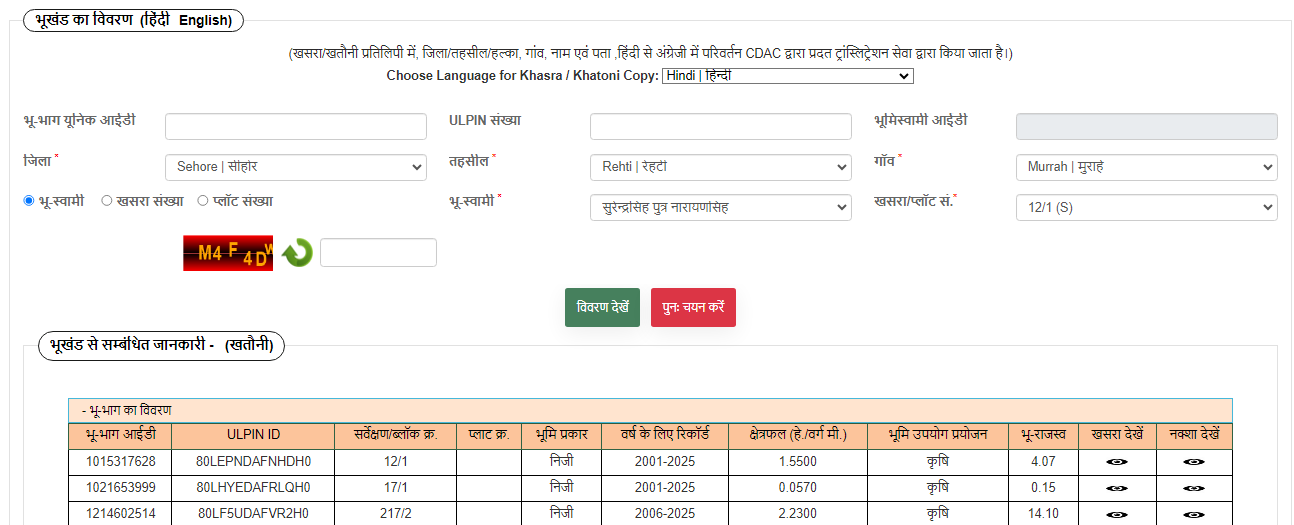 भूखंड का विवरण (हिंदी English)
(खसरा/खतौनी प्रतिलिपी में, जिला/तहसील/हल्का, गांव, नाम एवं पता ,हिंदी से अंग्रेजी में परिवर्तन CDAC द्वारा प्रदत ट्रांस्लिट्रेशन सेवा द्वारा किया जाता है।)
Choose Language for Khasra / Khatoni Copy: Hindi | हिन्दी
भू-भाग यूनिक आईडी ULPIN संख्या भूमिस्वामी आईडी
जिला * Sehore | सीहोर तहसील * Rehti | रेहटी गाँव * Murrah | मुराह
भू-स्वामी खसरा संख्या प्लॉट संख्या भू-स्वामी * सुरेन्द्रसिह पुत्र नारायणसिह खसरा/प्लॉट सं.* 12/1 (S)
M4F4DW
विवरण देखें पुनः चयन करें
भूखंड से सम्बंधित जानकारी - (खतौनी)
- भू-भाग का विवरण
भू-भाग आईडी ULPIN ID सर्वेक्षण/ब्लॉक क्र. प्लाट क्र. भूमि प्रकार वर्ष के लिए रिकॉर्ड क्षेत्रफल (हे./वर्ग मी.) भूमि उपयोग प्रयोजन भू-राजस्व खसरा देखें नक्शा देखें
1015317628 80LEPNDAFNHDH0 12/1 निजी 2001-2025 1.5500 कृषि 4.07
1021653999 80LHYEDAFRLQH0 17/1 निजी 2001-2025 0.0570 कृषि 0.15
1214602514 80LF5UDAFVR2H0 217/2 निजी 2006-2025 2.2300 कृषि 14.10